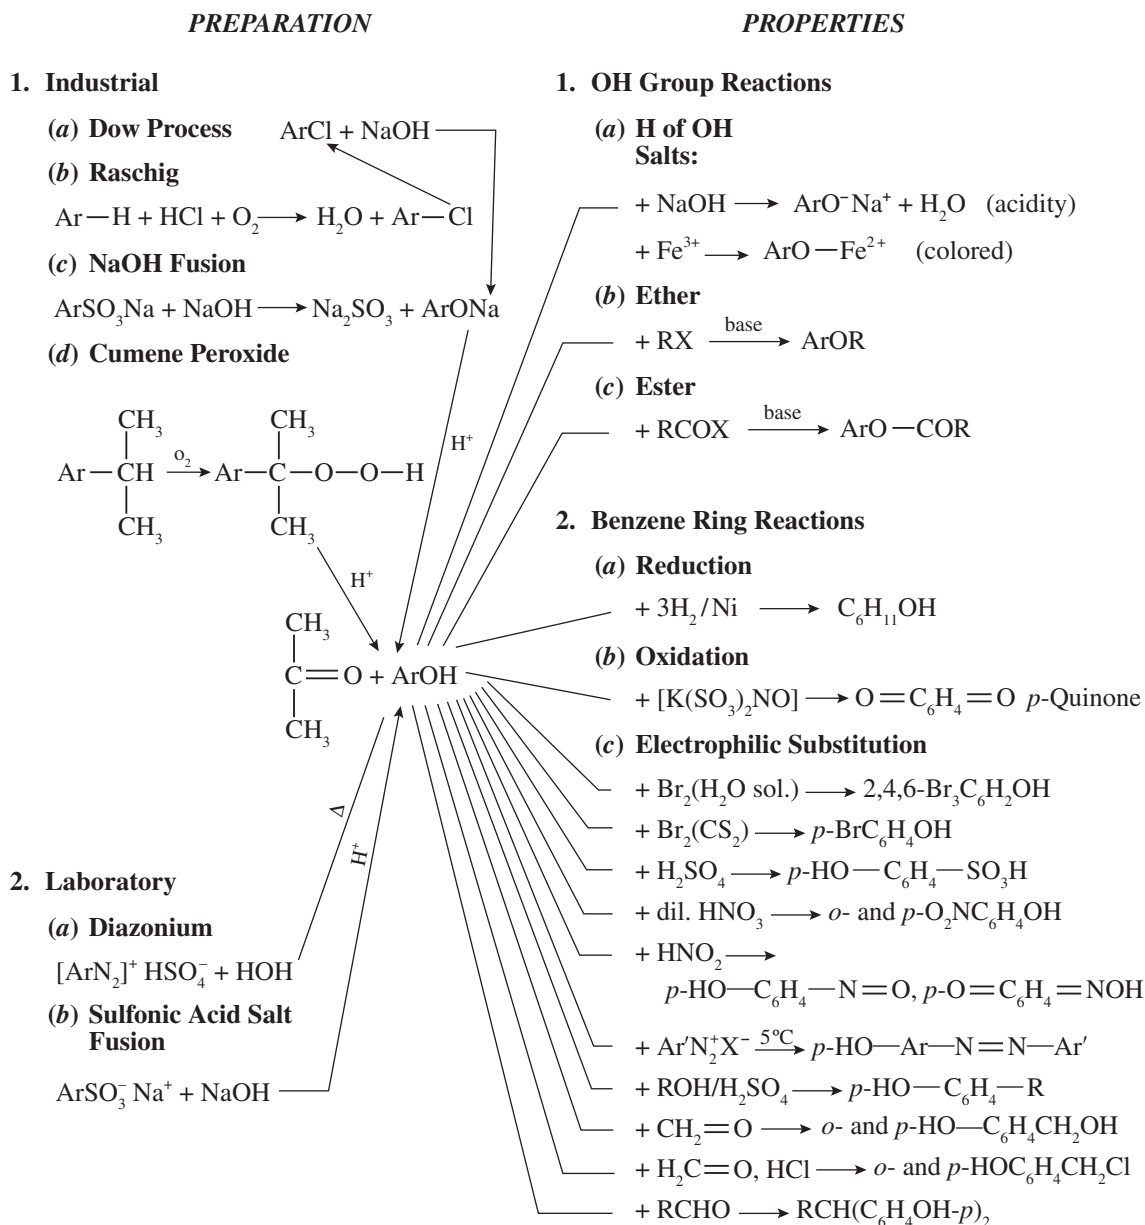 PREPARATION
1. Industrial
(a) Dow Process ArCl + NaOH
(b) Raschig
Ar—H + HCl + O₂ ⟶ H₂O + Ar—Cl
(c) NaOH Fusion
ArSO₃Na + NaOH ⟶ Na₂SO₃ + ArONa
(d) Cumene Peroxide
CH₃ CH₃
Ar—CH O₂⟶ Ar—C—O—O—H
CH₃ CH₃
H⁺
H⁺
CH₃
C=O + ArOH
CH₃
Δ
H⁺
2. Laboratory
(a) Diazonium
[ArN₂]⁺ HSO₄⁻ + HOH
(b) Sulfonic Acid Salt
Fusion
ArSO₃⁻ Na⁺ + NaOH
PROPERTIES
1. OH Group Reactions
(a) H of OH
Salts:
+ NaOH ⟶ ArO⁻Na⁺ + H₂O (acidity)
+ Fe³⁺ ⟶ ArO—Fe²⁺ (colored)
(b) Ether
+ RX base⟶ ArOR
(c) Ester
+ RCOX base⟶ ArO—COR
2. Benzene Ring Reactions
(a) Reduction
+ 3H₂/Ni ⟶ C₆H₁₁OH
(b) Oxidation
+ [K(SO₃)₂NO] ⟶ O=C₆H₄=O p-Quinone
(c) Electrophilic Substitution
+ Br₂(H₂O sol.) ⟶ 2,4,6-Br₃C₆H₂OH
+ Br₂(CS₂) ⟶ p-BrC₆H₄OH
+ H₂SO₄ ⟶ p-HO—C₆H₄—SO₃H
+ dil. HNO₃ ⟶ o- and p-O₂NC₆H₄OH
+ HNO₂ ⟶
p-HO—C₆H₄—N=O, p-O=C₆H₄=NOH
+ Ar′N₂⁺X⁻ 5°C⟶ p-HO—Ar—N=N—Ar′
+ ROH/H₂SO₄ ⟶ p-HO—C₆H₄—R
+ CH₂=O ⟶ o- and p-HO—C₆H₄CH₂OH
+ H₂C=O, HCl ⟶ o- and p-HOC₆H₄CH₂Cl
+ RCHO ⟶ RCH(C₆H₄OH-p)₂